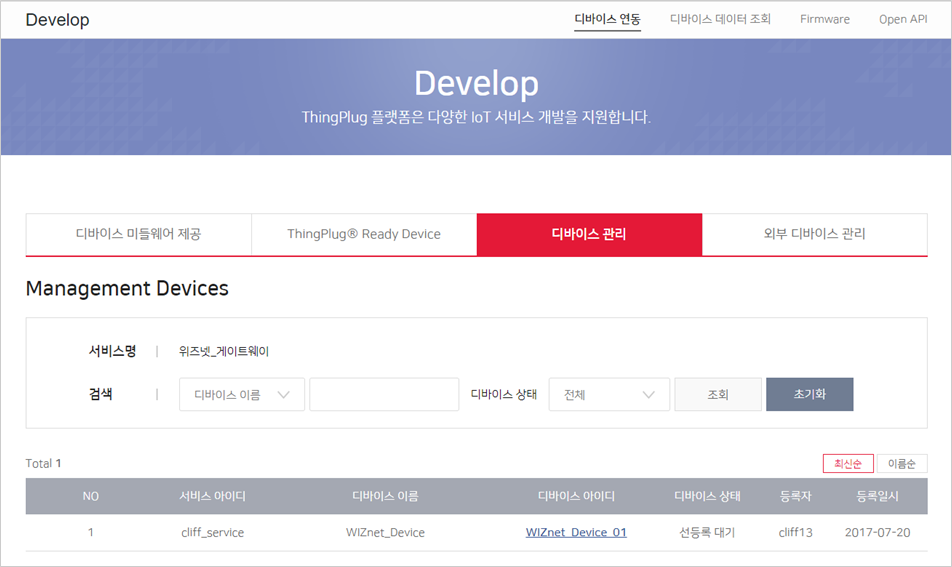 Develop 디바이스 연동 디바이스 데이터 조회 Firmware Open API
Develop
ThingPlug 플랫폼은 다양한 IoT 서비스 개발을 지원합니다.
디바이스 미들웨어 제공 ThingPlug® Ready Device 디바이스 관리 외부 디바이스 관리
Management Devices
서비스명 | 위즈넷_게이트웨이
검색 | 디바이스 이름 디바이스 상태 전체 조회 초기화
Total 1 최신순 이름순
NO 서비스 아이디 디바이스 이름 디바이스 아이디 디바이스 상태 등록자 등록일시
1 cliff_service WIZnet_Device WIZnet_Device_01 선등록 대기 cliff13 2017-07-20